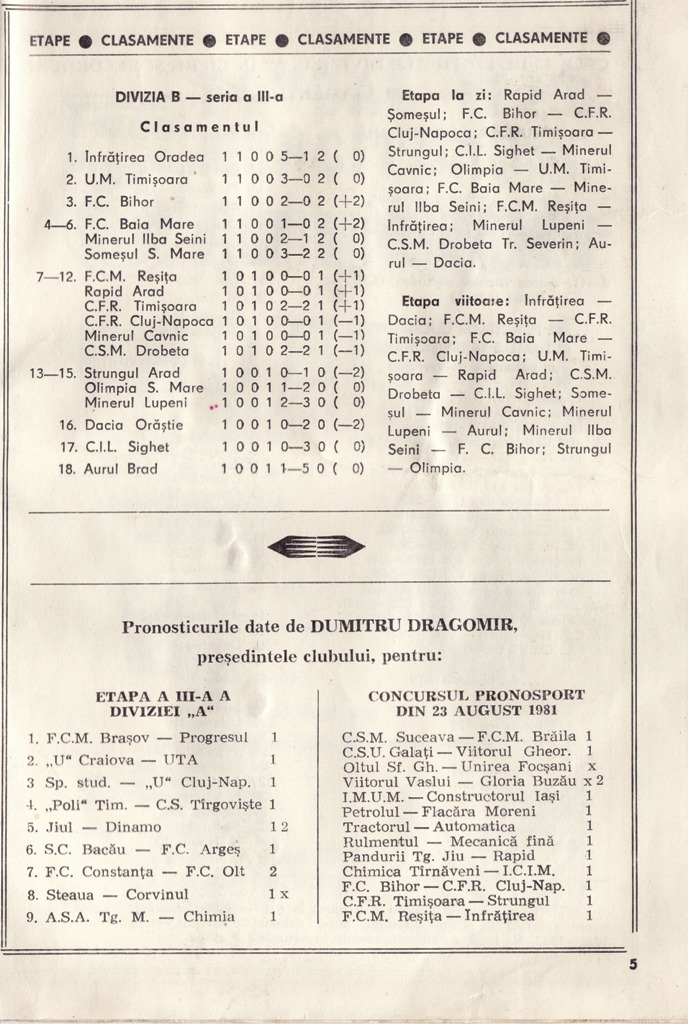 ETAPE ● CLASAMENTE ● ETAPE ● CLASAMENTE ● ETAPE ● CLASAMENTE ●
DIVIZIA B — seria a III-a
Clasamentul
1. Infrățirea Oradea 1 1 0 0 5—1 2 ( 0)
2. U.M. Timișoara 1 1 0 0 3—0 2 ( 0)
3. F.C. Bihor 1 1 0 0 2—0 2 (+2)
4—6. F.C. Baia Mare 1 1 0 0 1—0 2 (+2)
Minerul Ilba Seini 1 1 0 0 2—1 2 ( 0)
Someșul S. Mare 1 1 0 0 3—2 2 ( 0)
7—12. F.C.M. Reșița 1 0 1 0 0—0 1 (+1)
Rapid Arad 1 0 1 0 0—0 1 (+1)
C.F.R. Timișoara 1 0 1 0 2—2 1 (+1)
C.F.R. Cluj-Napoca 1 0 1 0 0—0 1 (—1)
Minerul Cavnic 1 0 1 0 0—0 1 (—1)
C.S.M. Drobeta 1 0 1 0 2—2 1 (—1)
13—15. Strungul Arad 1 0 0 1 0—1 0 (—2)
Olimpia S. Mare 1 0 0 1 1—2 0 ( 0)
Minerul Lupeni 1 0 0 1 2—3 0 ( 0)
16. Dacia Orăștie 1 0 0 1 0—2 0 (—2)
17. C.I.L. Sighet 1 0 0 1 0—3 0 ( 0)
18. Aurul Brad 1 0 0 1 1—5 0 ( 0)
Etapa la zi: Rapid Arad —
Șomeșul; F.C. Bihor — C.F.R.
Cluj-Napoca; C.F.R. Timișoara —
Strungul; C.I.L. Sighet — Minerul
Cavnic; Olimpia — U.M. Timi-
șoara; F.C. Baia Mare — Mine-
rul Ilba Seini; F.C.M. Reșița —
Infrățirea; Minerul Lupeni —
C.S.M. Drobeta Tr. Severin; Au-
rul — Dacia.
Etapa viitoare: Infrățirea —
Dacia; F.C.M. Reșița — C.F.R.
Timișoara; F.C. Baia Mare —
C.F.R. Cluj-Napoca; U.M. Timi-
șoara — Rapid Arad; C.S.M.
Drobeta — C.I.L. Sighet; Some-
șul — Minerul Cavnic; Minerul
Lupeni — Aurul; Minerul Ilba
Seini — F. C. Bihor; Strungul
— Olimpia.
Pronosticurile date de DUMITRU DRAGOMIR,
președintele clubului, pentru:
ETAPA A III-A A
DIVIZIEI „A“
1. F.C.M. Brașov — Progresul 1
2. „U“ Craiova — UTA 1
3 Sp. stud. — „U“ Cluj-Nap. 1
4. „Poli“ Tim. — C.S. Tîrgoviște 1
5. Jiul — Dinamo 1 2
6. S.C. Bacău — F.C. Argeș 1
7. F.C. Constanța — F.C. Olt 2
8. Steaua — Corvinul 1 x
9. A.S.A. Tg. M. — Chimia 1
CONCURSUL PRONOSPORT
DIN 23 AUGUST 1981
C.S.M. Suceava — F.C.M. Brăila 1
C.S.U. Galați — Viitorul Gheor. 1
Oltul Sf. Gh. — Unirea Focșani x
Viitorul Vaslui — Gloria Buzău x 2
I.M.U.M. — Constructorul Iași 1
Petrolul — Flacăra Moreni 1
Tractorul — Automatica 1
Rulmentul — Mecanică fină 1
Pandurii Tg. Jiu — Rapid 1
Chimica Tîrnăveni — I.C.I.M. 1
F.C. Bihor — C.F.R. Cluj-Nap. 1
C.F.R. Timișoara — Strungul 1
F.C.M. Reșița — Infrățirea 1
5